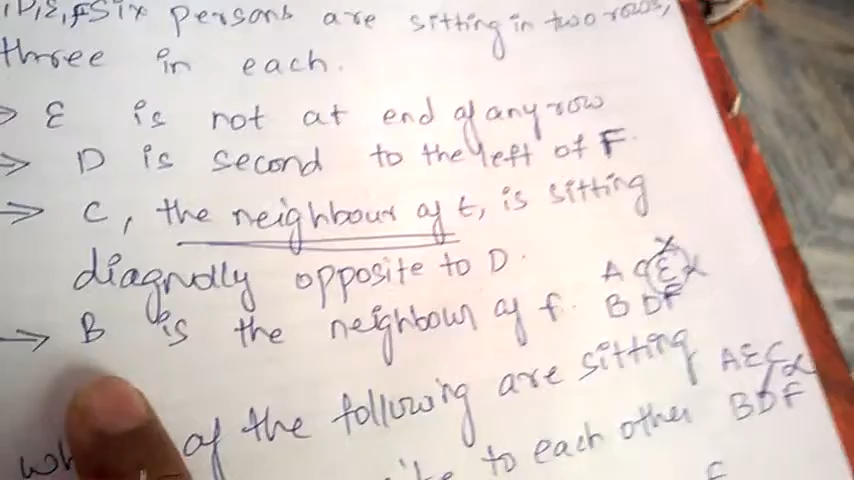 ,D,E,F Six persons are sitting in two rows,
three in each.
⇒ E is not at end of any row
⇒ D is second to the left of F.
⇒ C, the neighbour of E, is sitting
diagnolly opposite to D.
A C E
→ B is the neighbour of F. B D F
of the following are sitting A E C
to each other B D F